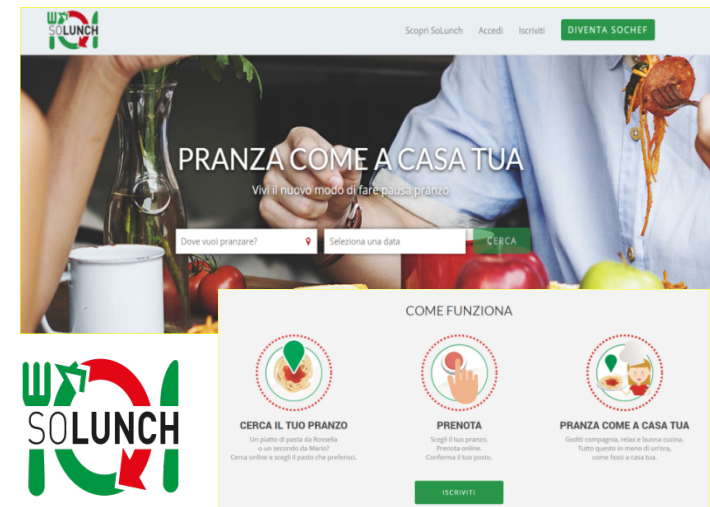 SOLUNCH
Scopri SoLunch Accedi Iscriviti DIVENTA SOCHEF
PRANZA COME A CASA TUA
Vivi il nuovo modo di fare pausa pranzo
Dove vuoi pranzare? Seleziona una data CERCA
COME FUNZIONA
CERCA IL TUO PRANZO
Un piatto di pasta da Rossella
o un secondo da Mario?
Cerca online e scegli il pasto che preferisci.
PRENOTA
Scegli il tuo pranzo.
Prenota online.
Conferma il tuo posto.
PRANZA COME A CASA TUA
Goditi compagnia, relax e buona cucina.
Tutto questo in meno di un'ora,
come fossi a casa tua.
ISCRIVITI
SOLUNCH